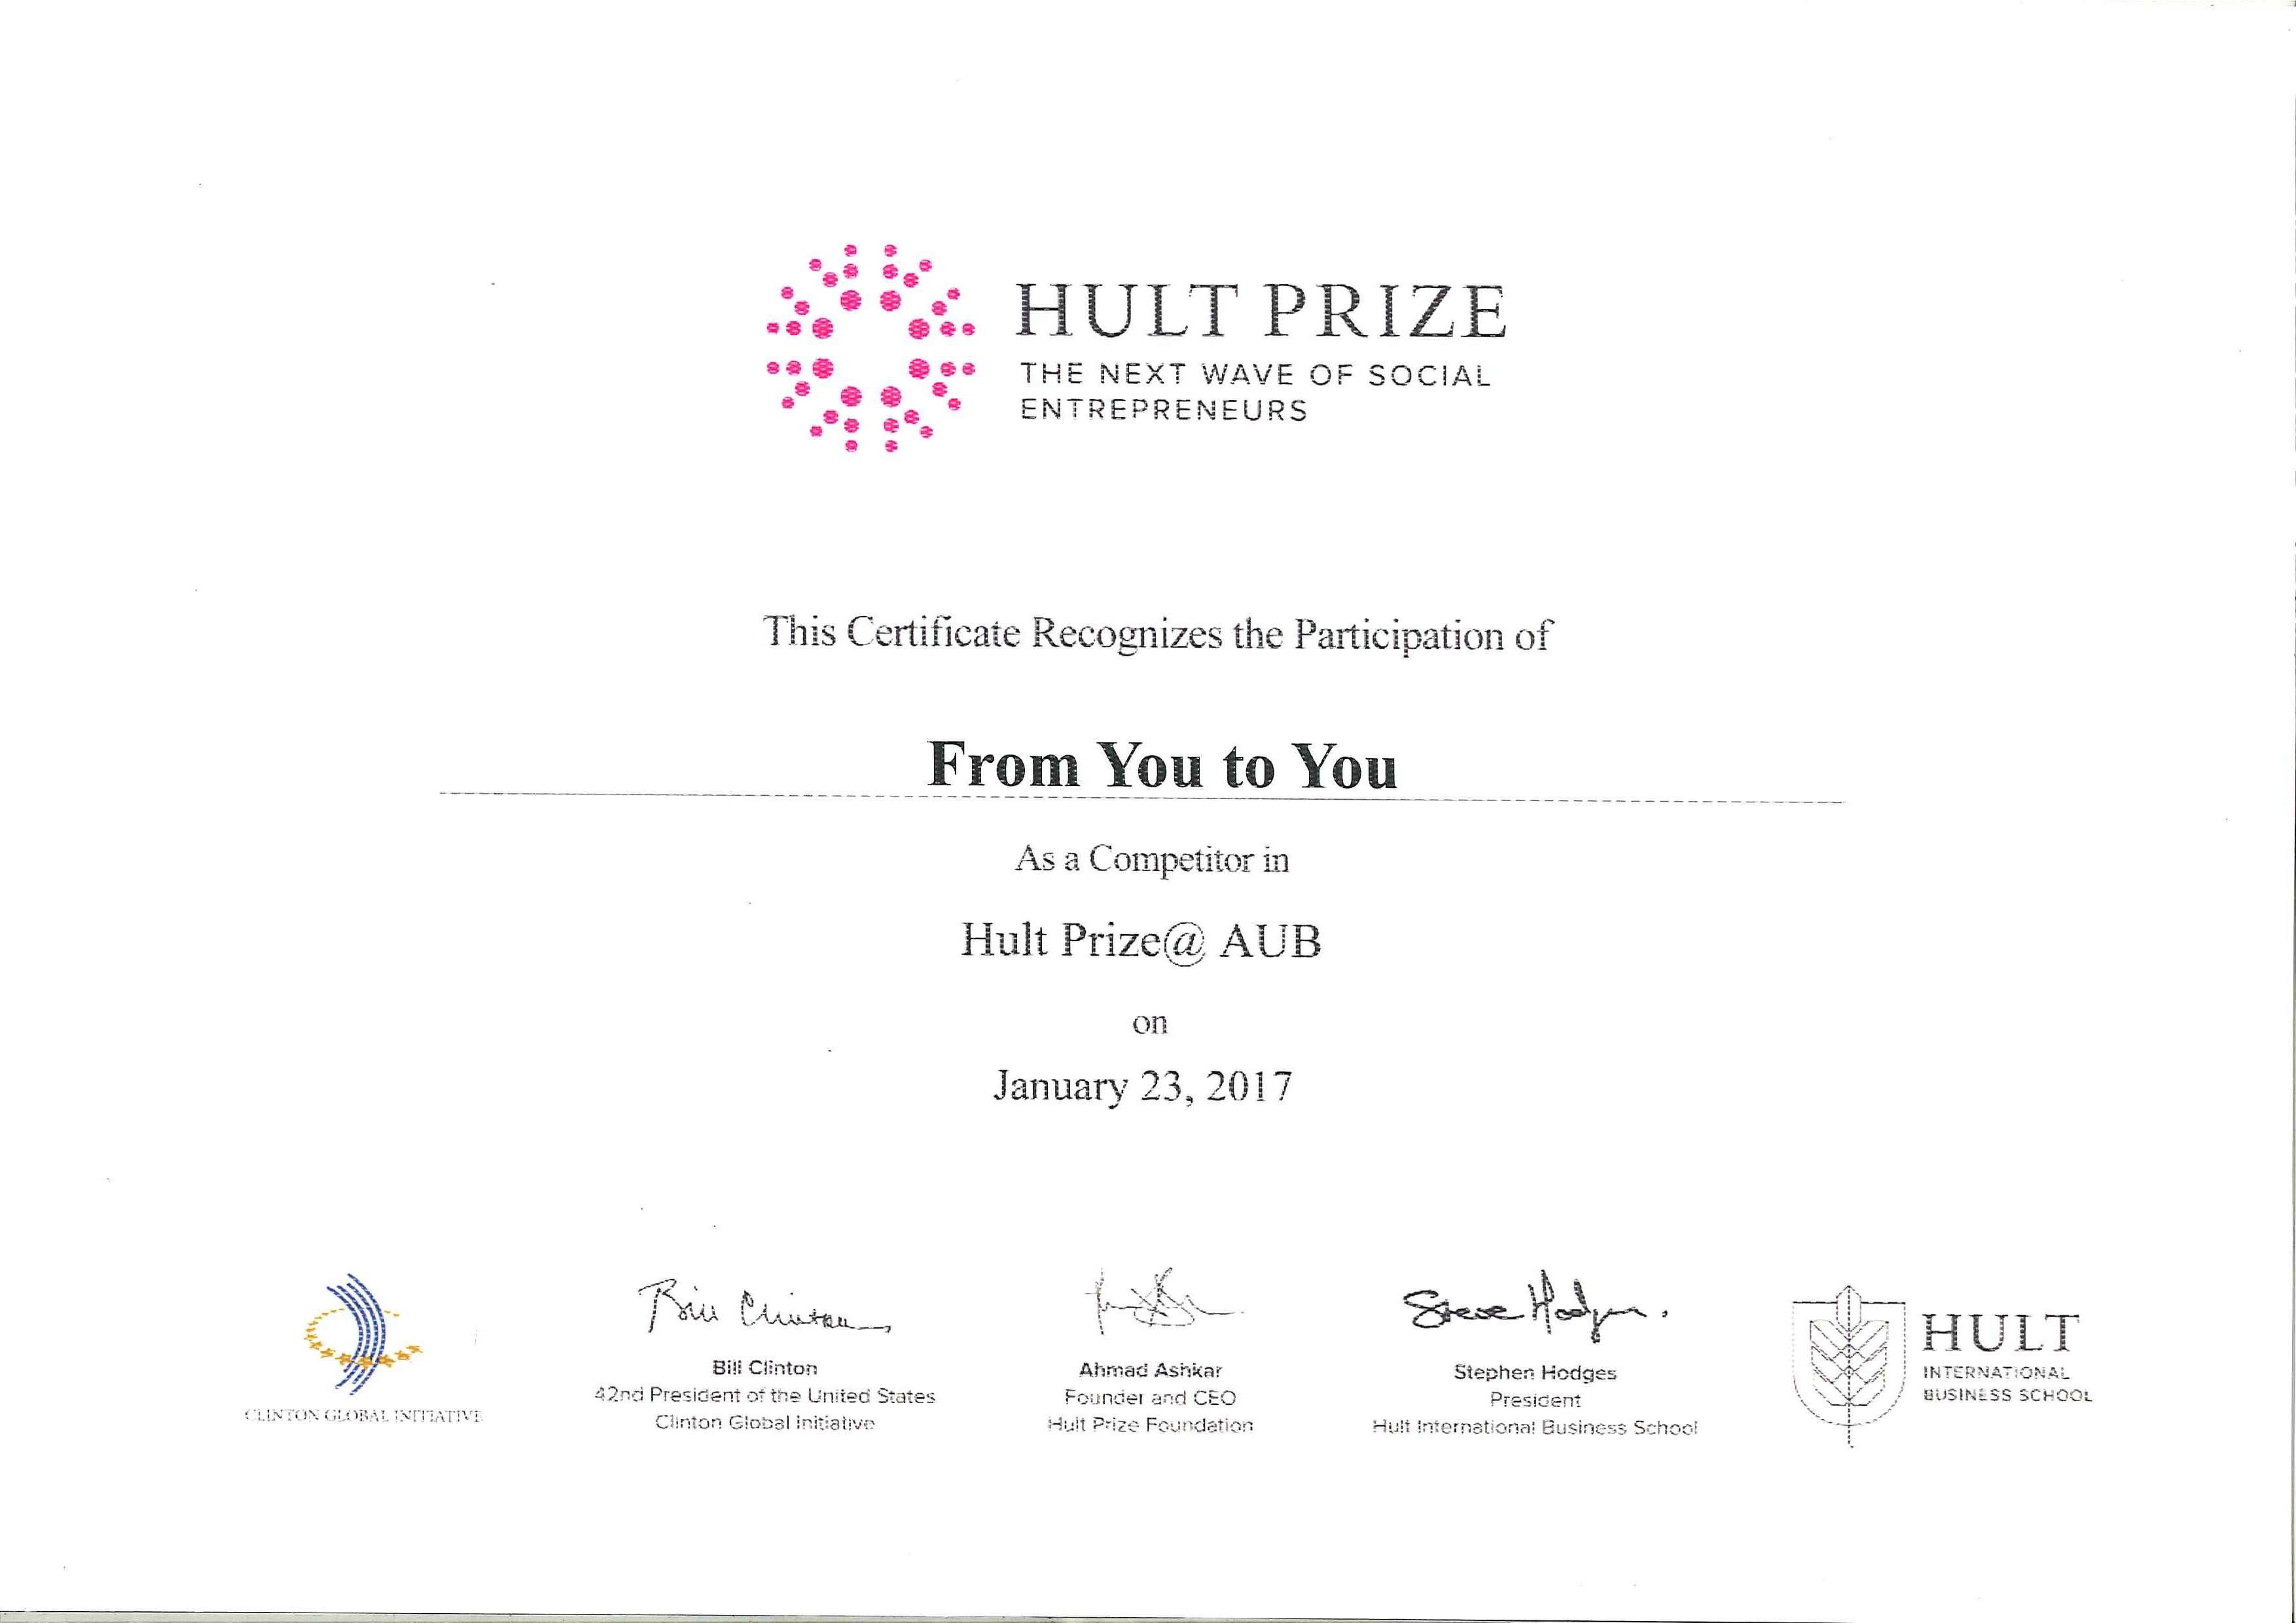 HULT PRIZE
THE NEXT WAVE OF SOCIAL
ENTREPRENEURS
This Certificate Recognizes the Participation of
From You to You
As a Competitor in
Hult Prize@ AUB
on
January 23, 2017
CLINTON GLOBAL INITIATIVE
Bill Clinton
Bill Clinton
42nd President of the United States
Clinton Global Initiative
Ahmad Ashkar
Founder and CEO
Hult Prize Foundation
Steve Hodges.
Stephen Hodges
President
Hult International Business School
HULT
INTERNATIONAL
BUSINESS SCHOOL